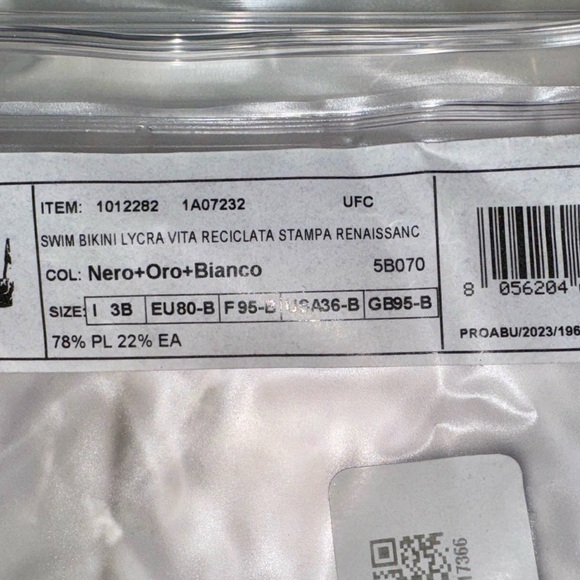 ITEM: 1012282 1A07232 UFC
SWIM BIKINI LYCRA VITA RECICLATA STAMPA RENAISSANC
COL: Nero+Oro+Bianco 5B070
SIZE: I 3B EU80-B F95-B USA36-B GB95-B
78% PL 22% EA
8 056204
PROABU/2023/196
17366